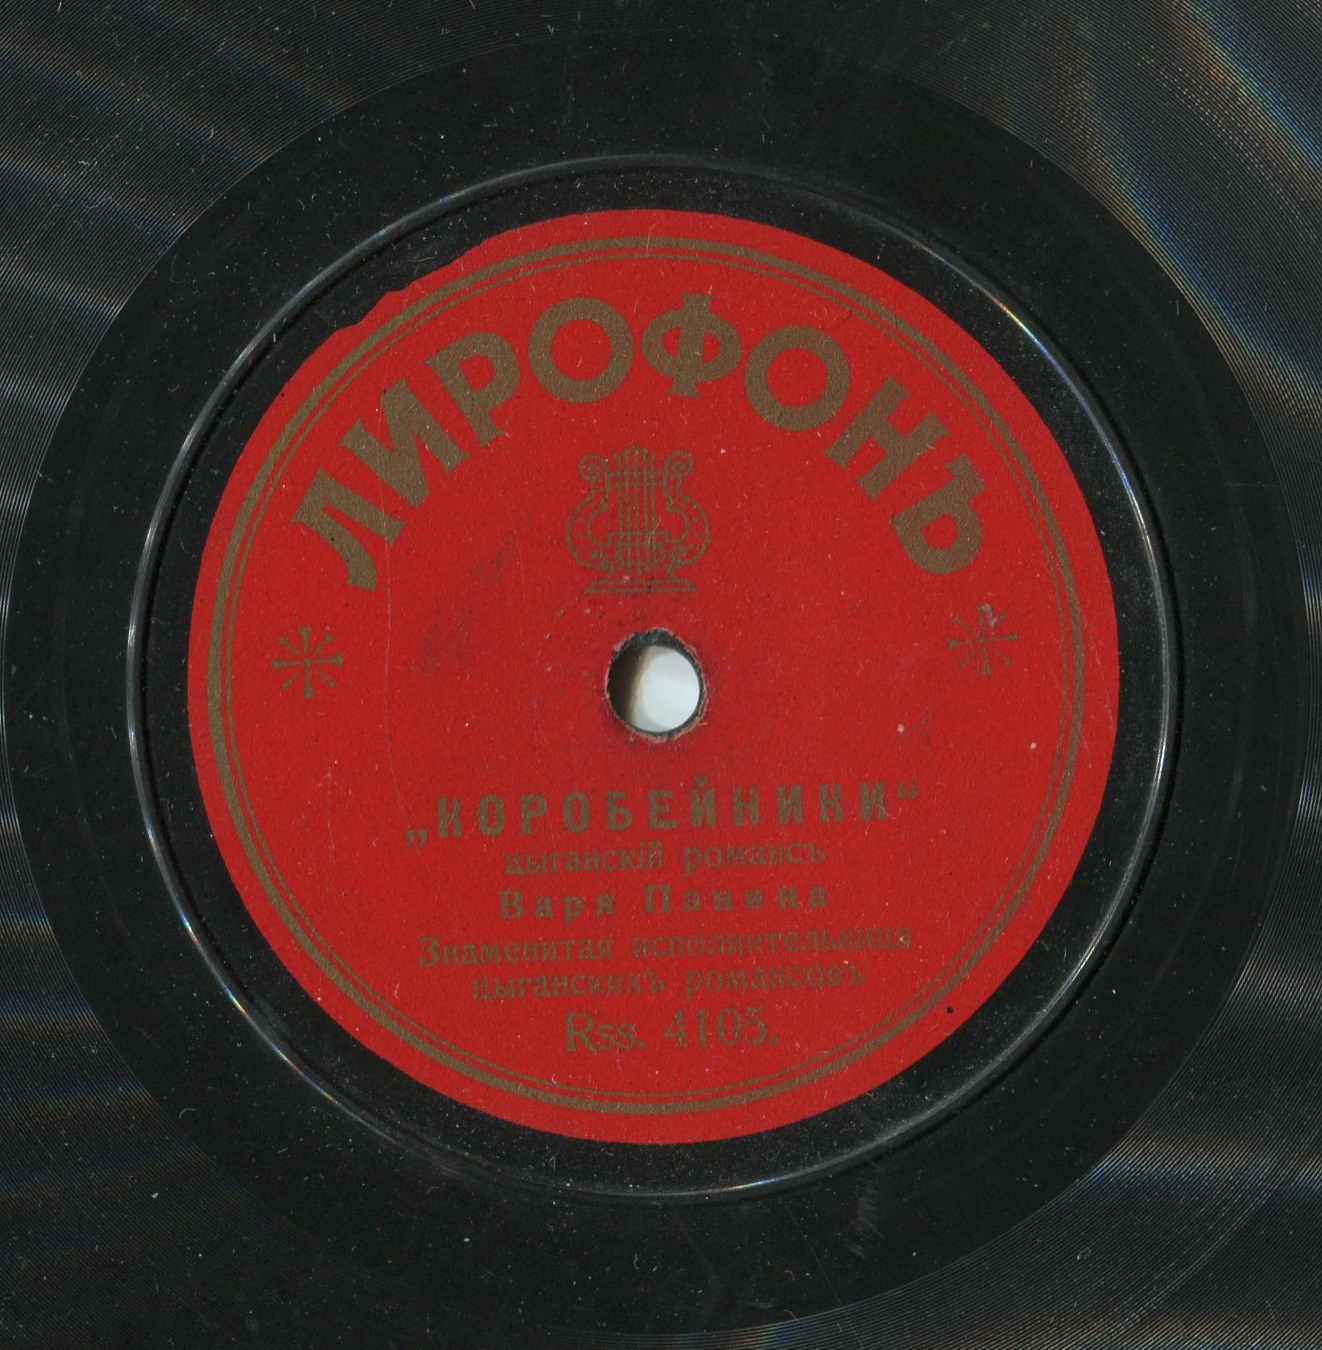 ЛИРОФОНЪ
„КОРОБЕЙНИКИ“
цыганскій романсъ
Варя Панина
Знаменитая исполнительница
цыганскихъ романсовъ
Rss. 4105.